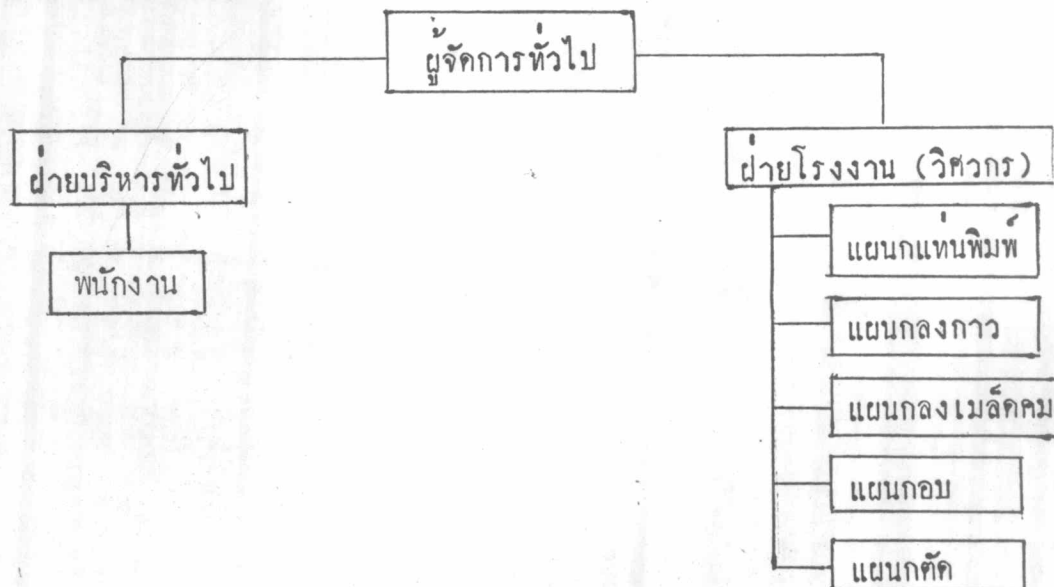 ผู้จัดการทั่วไป
ฝ่ายบริหารทั่วไป
พนักงาน
ฝ่ายโรงงาน (วิศวกร)
แผนกแท่นพิมพ์
แผนกลงกาว
แผนกลงเมล็ดคม
แผนกอบ
แผนกตัด